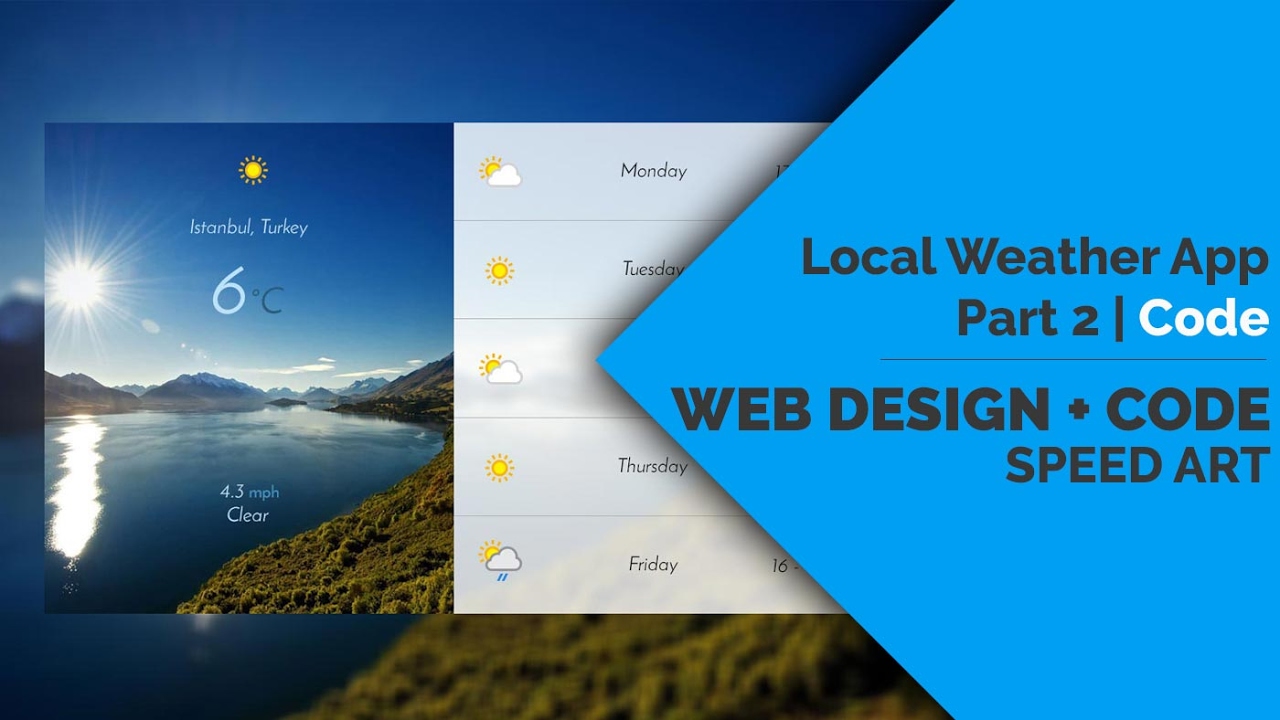 Istanbul, Turkey
6 °C
4.3 mph
Clear
Monday
Tuesday
Thursday
Friday
16 -
Local Weather App
Part 2 | Code
WEB DESIGN + CODE
SPEED ART